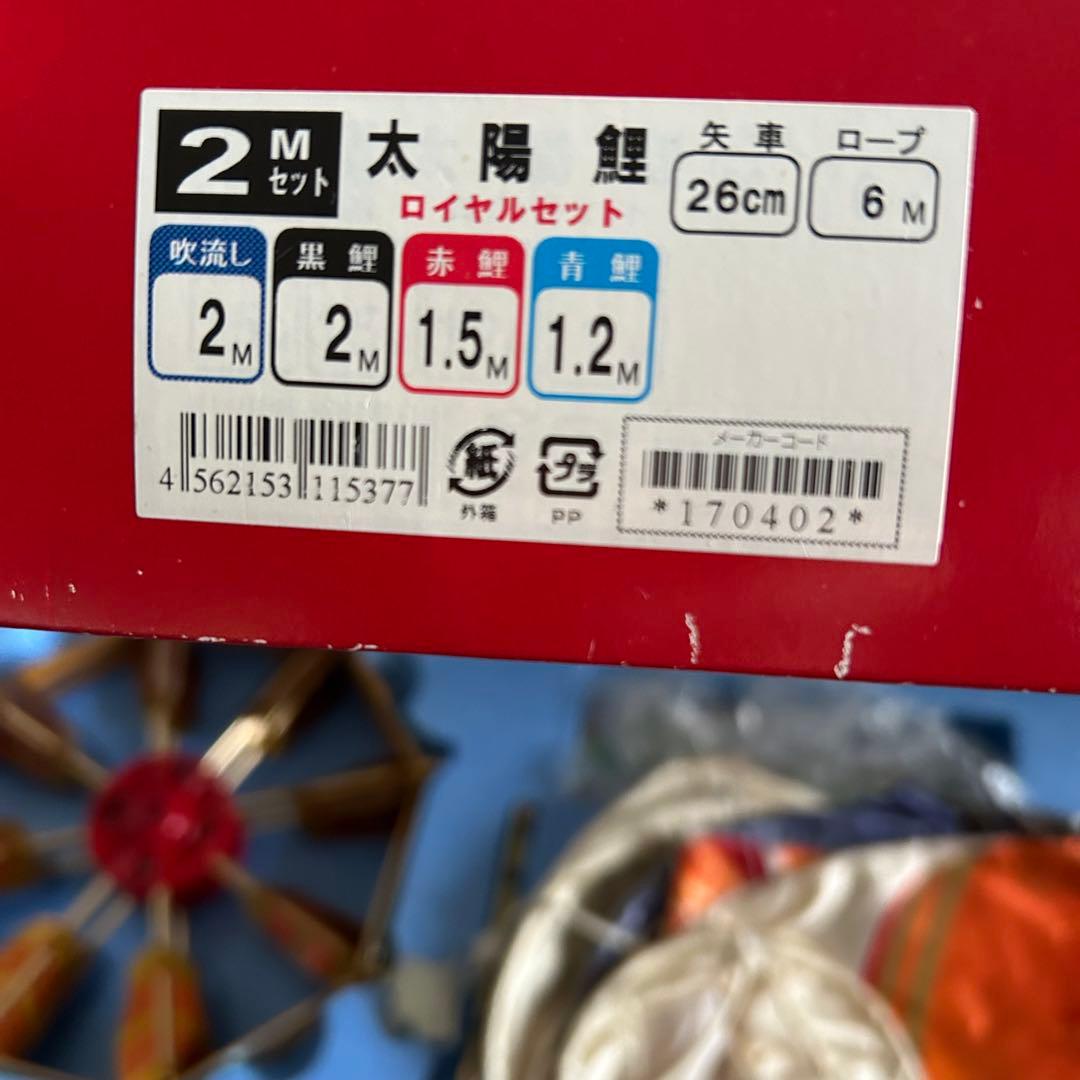 2Mセット
太陽鯉
ロイヤルセット
矢車
26cm
ロープ
6M
吹流し
2M
黒鯉
2M
赤鯉
1.5M
青鯉
1.2M
4 562153 115377
紙
外箱
プラ
PP
メーカーコード
*170402*